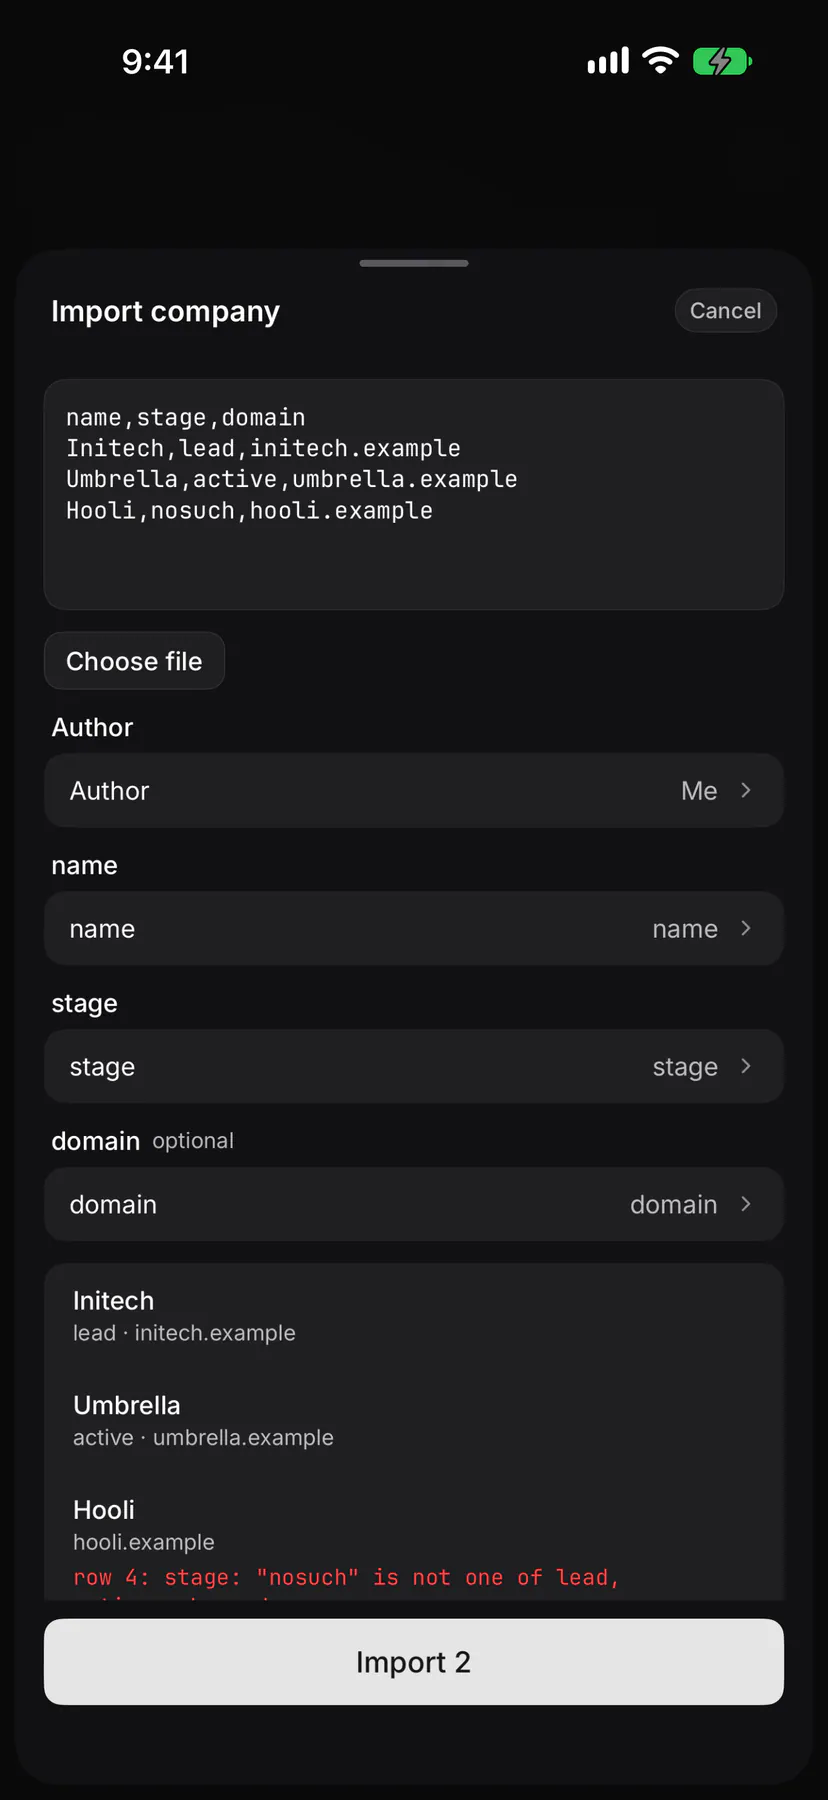 9:41
Import company
Cancel
name,stage,domain
Initech,lead,initech.example
Umbrella,active,umbrella.example
Hooli,nosuch,hooli.example
Choose file
Author
Author Me
name
name name
stage
stage stage
domain optional
domain domain
Initech
lead · initech.example
Umbrella
active · umbrella.example
Hooli
hooli.example
row 4: stage: "nosuch" is not one of lead,
Import 2